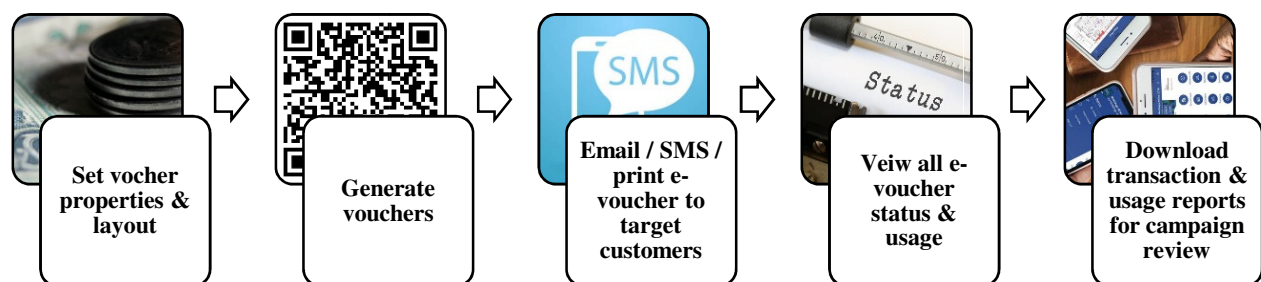 SMS
Status
Set vocher
properties &
layout
Generate
vouchers
Email / SMS /
print e-
voucher to
target
customers
Veiw all e-
voucher
status &
usage
Download
transaction &
usage reports
for campaign
review